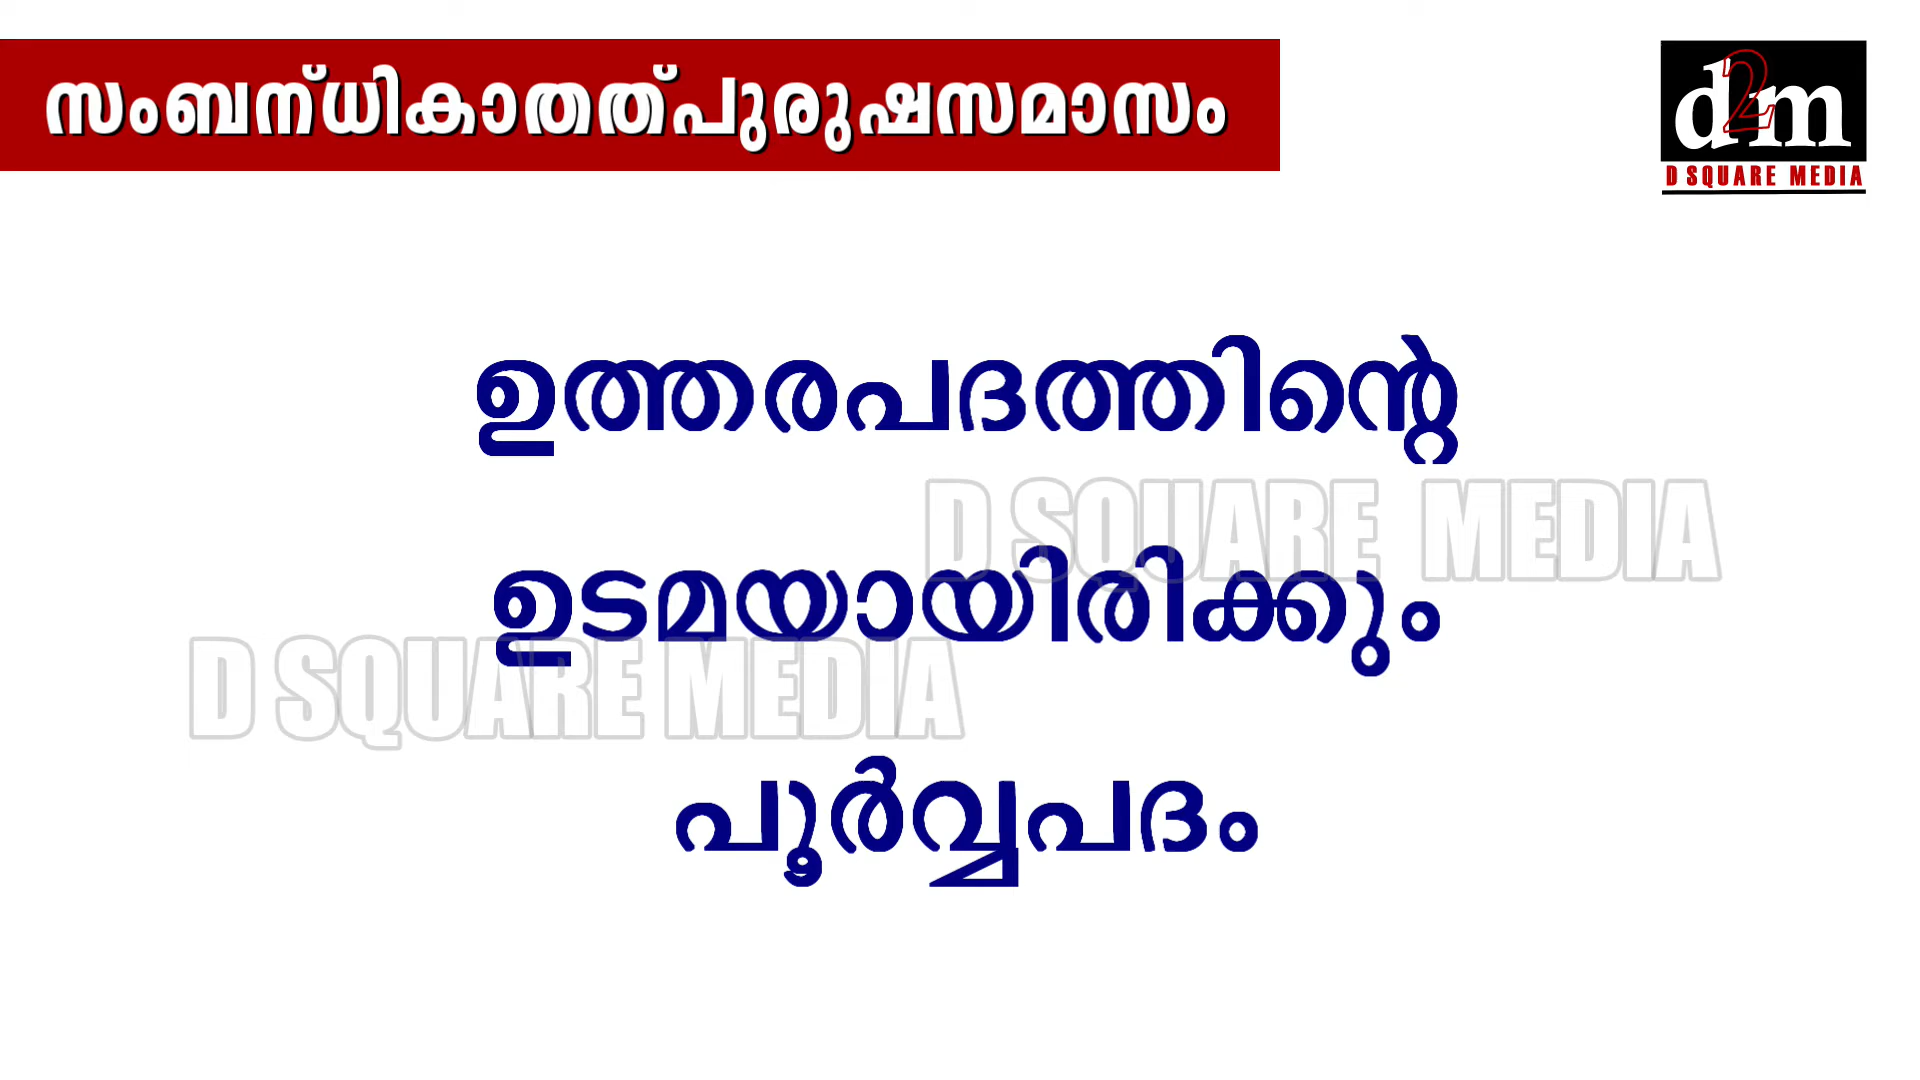 സംബന്ധികാതത്പുരുഷസമാസം
d2m
D SQUARE MEDIA
ഉത്തരപദത്തിന്റെ
D SQUARE MEDIA
ഉടമയായിരിക്കും
D SQUARE MEDIA
പൂർവ്വപദം